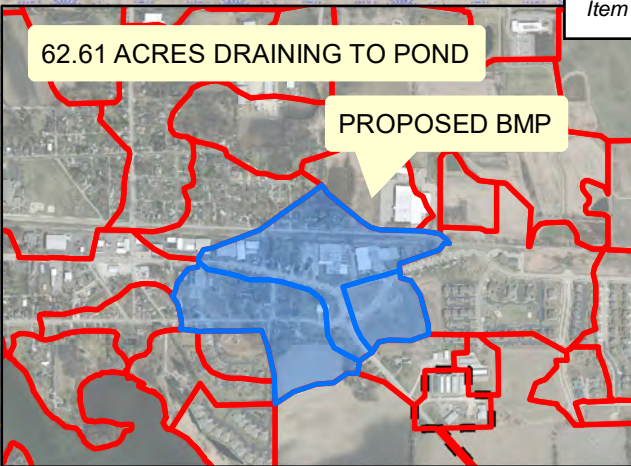 Item
62.61 ACRES DRAINING TO POND
PROPOSED BMP